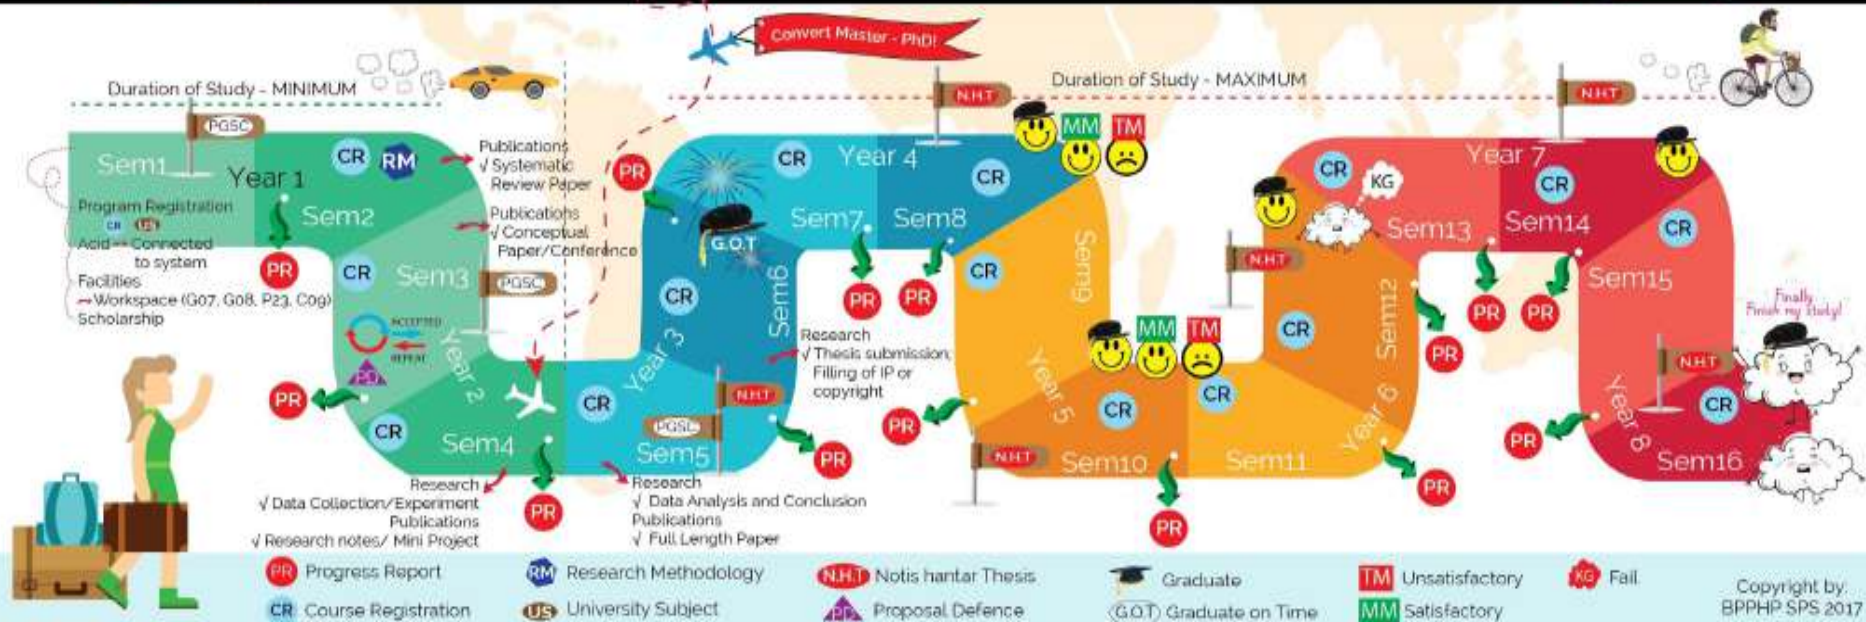 Convert Master - PhD!
Duration of Study - MINIMUM
Duration of Study - MAXIMUM
PGSC
N.H.T
N.H.T
Sem1
Year 1
CR
RM
Sem2
Program Registration
CR US
Acid -- Connected
to system
Facilities
Workspace (G07, G08, P23, C09)
Scholarship
PR
Publications
√ Systematic
Review Paper
Publications
√ Conceptual
Paper/Conference
CR
Sem3
PGSC
ACCEPTED
REPEAT
PD
Year 2
PR
CR
Sem4
Research
√ Data Collection/Experiment
Publications
√ Research notes/ Mini Project
PR
CR
Year 3
PGSC
N.H.T
Sem5
Research
√ Data Analysis and Conclusion
Publications
√ Full Length Paper
PR
PR
G.O.T
CR
Sem6
Research
√ Thesis submission,
Filling of IP or
copyright
CR
Year 4
Sem7
PR
CR
Sem8
PR
MM
TM
CR
Sem9
PR
Year 5
N.H.T
CR
Sem10
PR
MM
TM
CR
Sem11
Year 6
PR
N.H.T
CR
Sem12
PR
CR
KG
Year 7
Sem13
PR
CR
Sem14
PR
CR
Sem15
PR
Year 8
N.H.T
CR
Sem16
Finally
Finish my study!
PR Progress Report
RM Research Methodology
N.H.T Notis hantar Thesis
Graduate
TM Unsatisfactory
KG Fail
CR Course Registration
US University Subject
PD Proposal Defence
G.O.T Graduate on Time
MM Satisfactory
Copyright by:
BPPHP SPS 2017